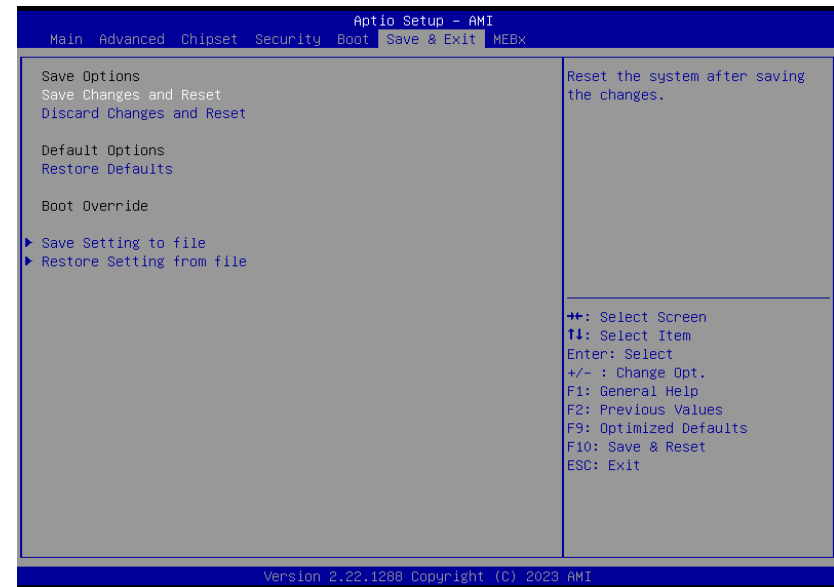 Aptio Setup – AMI
Main Advanced Chipset Security Boot Save & Exit MEBx
Save Options
Save Changes and Reset
Discard Changes and Reset
Default Options
Restore Defaults
Boot Override
Save Setting to file
Restore Setting from file
Reset the system after saving
the changes.
→←: Select Screen
↑↓: Select Item
Enter: Select
+/- : Change Opt.
F1: General Help
F2: Previous Values
F9: Optimized Defaults
F10: Save & Reset
ESC: Exit
Version 2.22.1288 Copyright (C) 2023 AMI